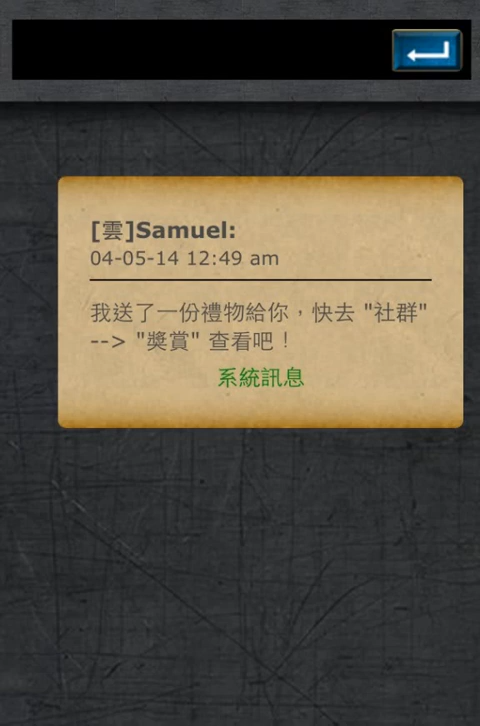 [雲]Samuel:
04-05-14 12:49 am
我送了一份禮物給你，快去 "社群"
--> "獎賞" 查看吧！
系統訊息